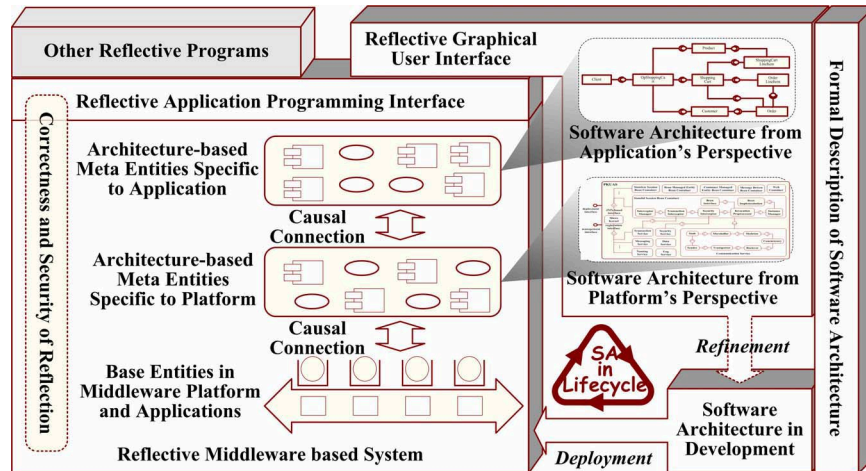 Other Reflective Programs
Reflective Graphical
User Interface
Reflective Application Programming Interface
Correctness and Security of Reflection
Architecture-based
Meta Entities Specific
to Application
Causal
Connection
Architecture-based
Meta Entities
Specific to Platform
Causal
Connection
Base Entities in
Middleware Platform
and Applications
Reflective Middleware based System
Product
Client
Shopping
Cart
Customer
Order
Software Architecture from
Application's Perspective
Software Architecture from
Platform's Perspective
SA
in
Lifecycle
Refinement
Software
Architecture in
Development
Deployment
Formal Description of Software Architecture